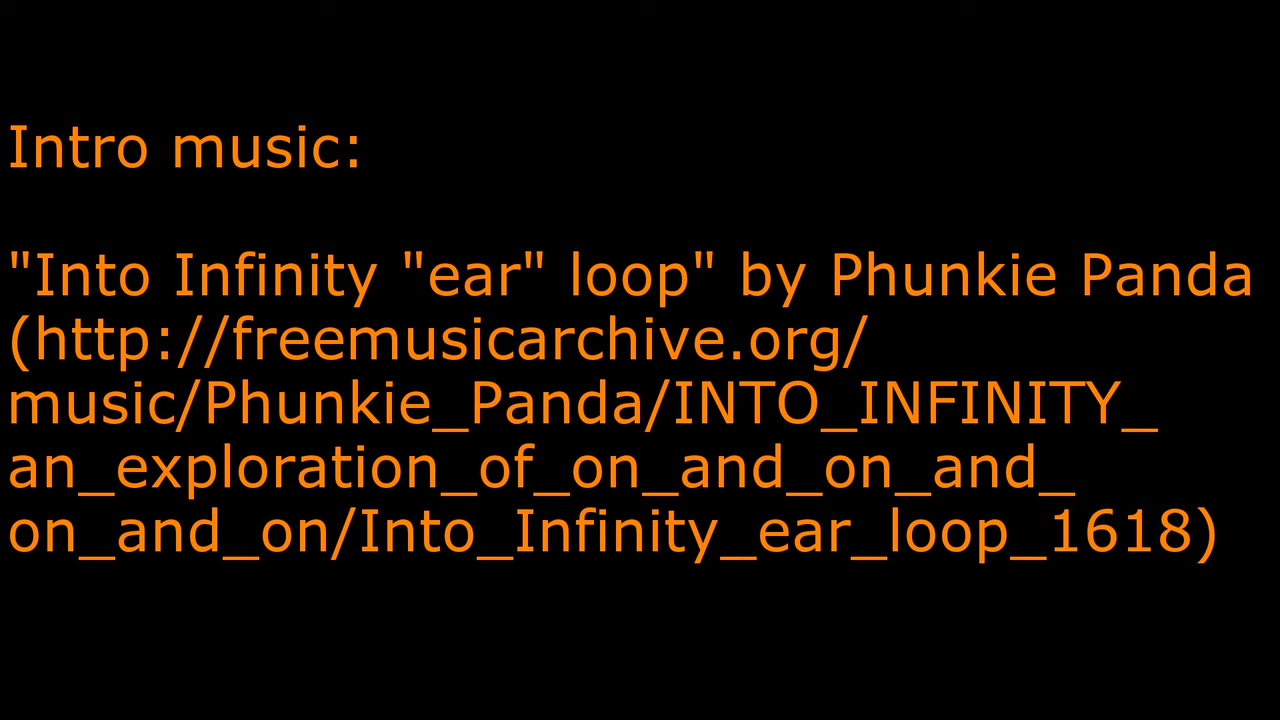 Intro music:
"Into Infinity "ear" loop" by Phunkie Panda
(http://freemusicarchive.org/
music/Phunkie_Panda/INTO_INFINITY_
an_exploration_of_on_and_on_and_
on_and_on/Into_Infinity_ear_loop_1618)